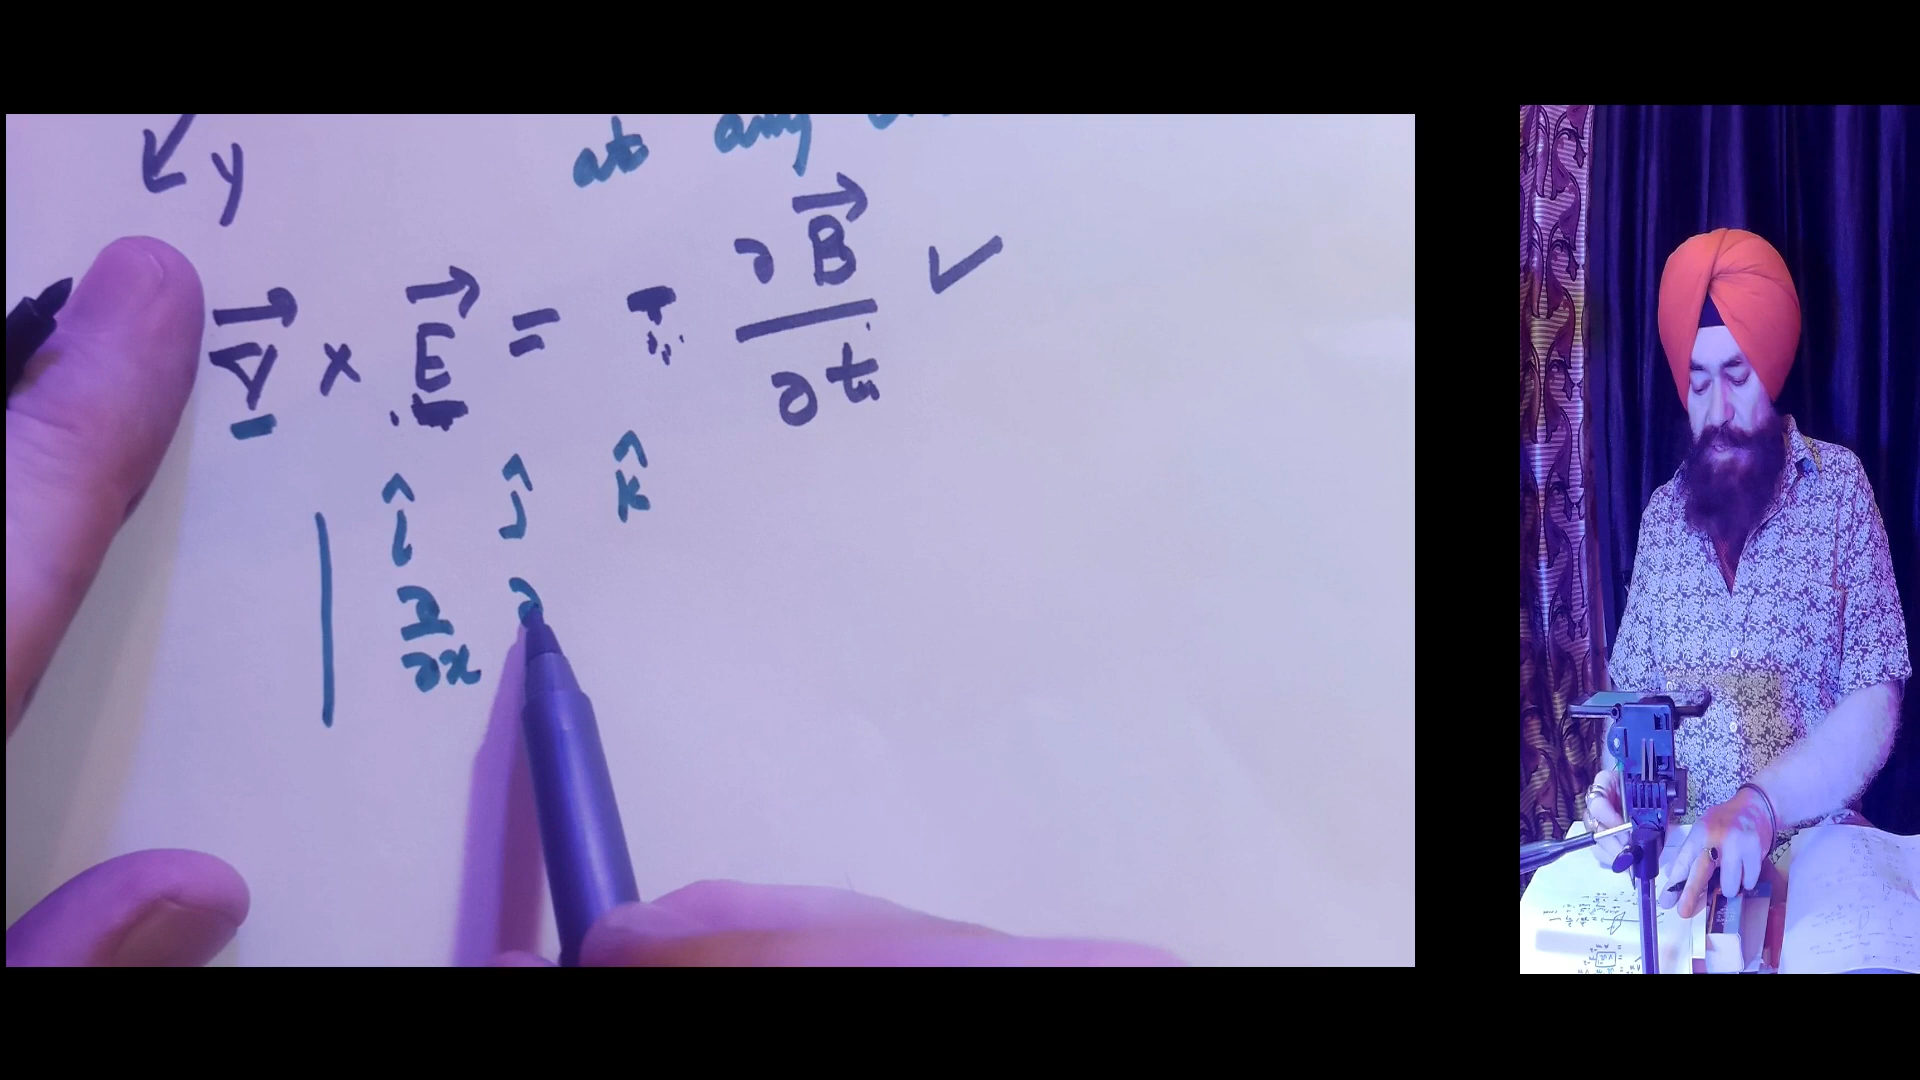 at any
y
∇⃗ × E⃗ = - ∂B⃗/∂t ✓
î ĵ k̂
| ∂/∂x ∂